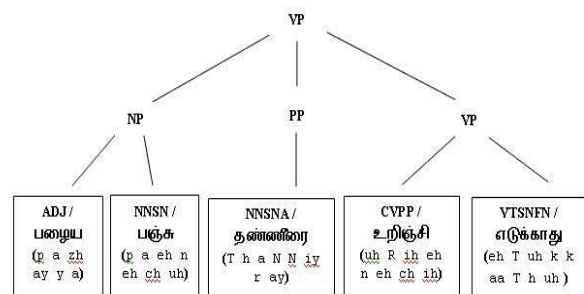 VP
NP PP VP
ADJ / NNSN / NNSNA / CVPP / VTSNFN /
பழைய பஞ்சு தண்ணீரை உறிஞ்சி எடுக்காது
(p a zh (p a eh n (T h a N N iy (uh R ih eh (eh T uh k k
ay y a) eh ch uh) r ay) n eh ch ih) aa T h uh)